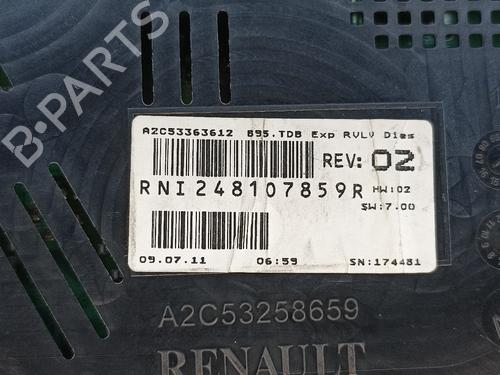 A2C53363612 B95.TDB Exp RVLV Dies
REV: 02
RNI248107859R
HW:02
SW:7.00
09.07.11 06:59 SN:174481
A2C53258659
RENAULT